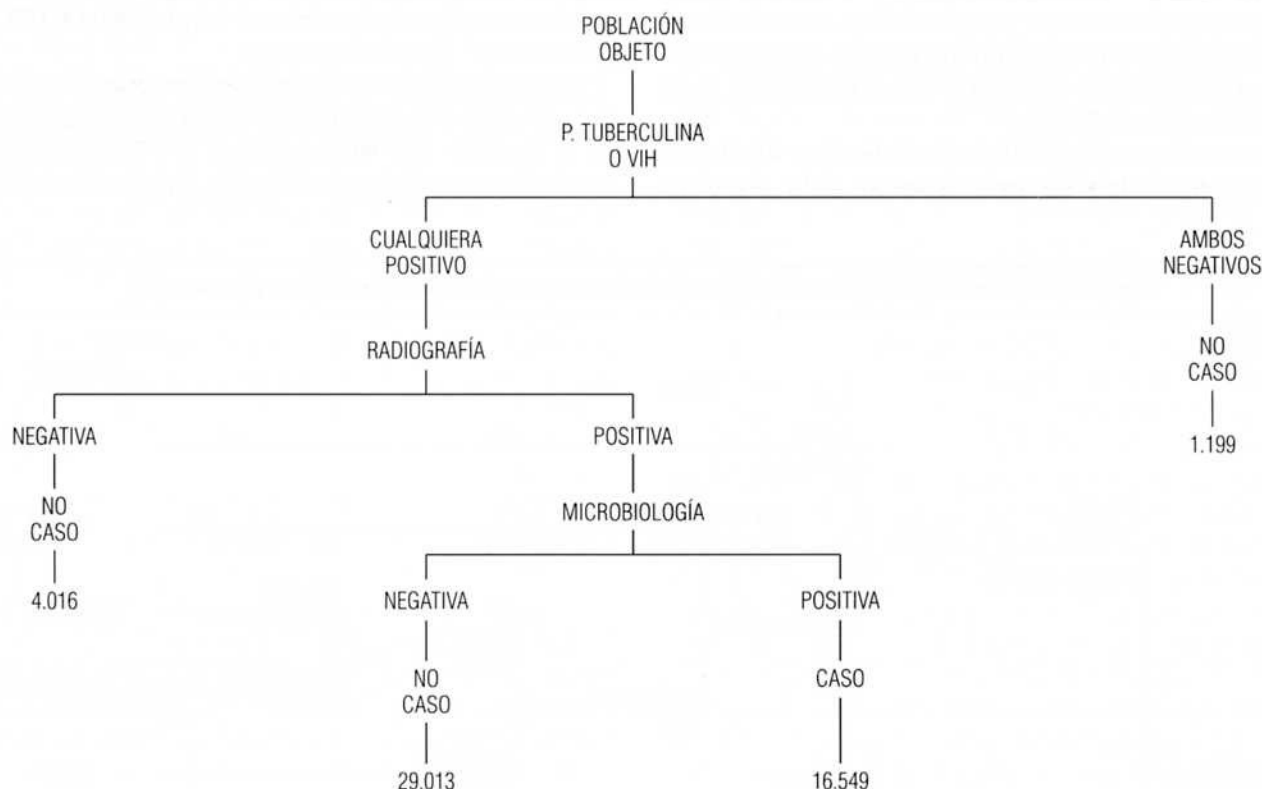 POBLACIÓN
OBJETO
P. TUBERCULINA
O VIH
CUALQUIERA
POSITIVO
AMBOS
NEGATIVOS
RADIOGRAFÍA
NO
CASO
NEGATIVA
POSITIVA
1.199
NO
CASO
MICROBIOLOGÍA
4.016
NEGATIVA
POSITIVA
NO
CASO
CASO
29.013
16.549